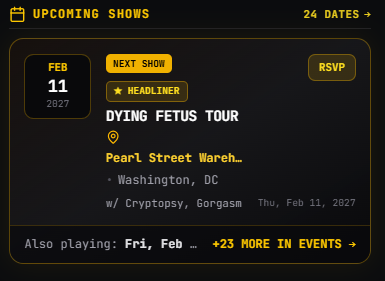 UPCOMING SHOWS
24 DATES →
FEB
11
2027
NEXT SHOW
★ HEADLINER
RSVP
DYING FETUS TOUR
Pearl Street Wareh…
· Washington, DC
w/ Cryptopsy, Gorgasm
Thu, Feb 11, 2027
Also playing: Fri, Feb …
+23 MORE IN EVENTS →